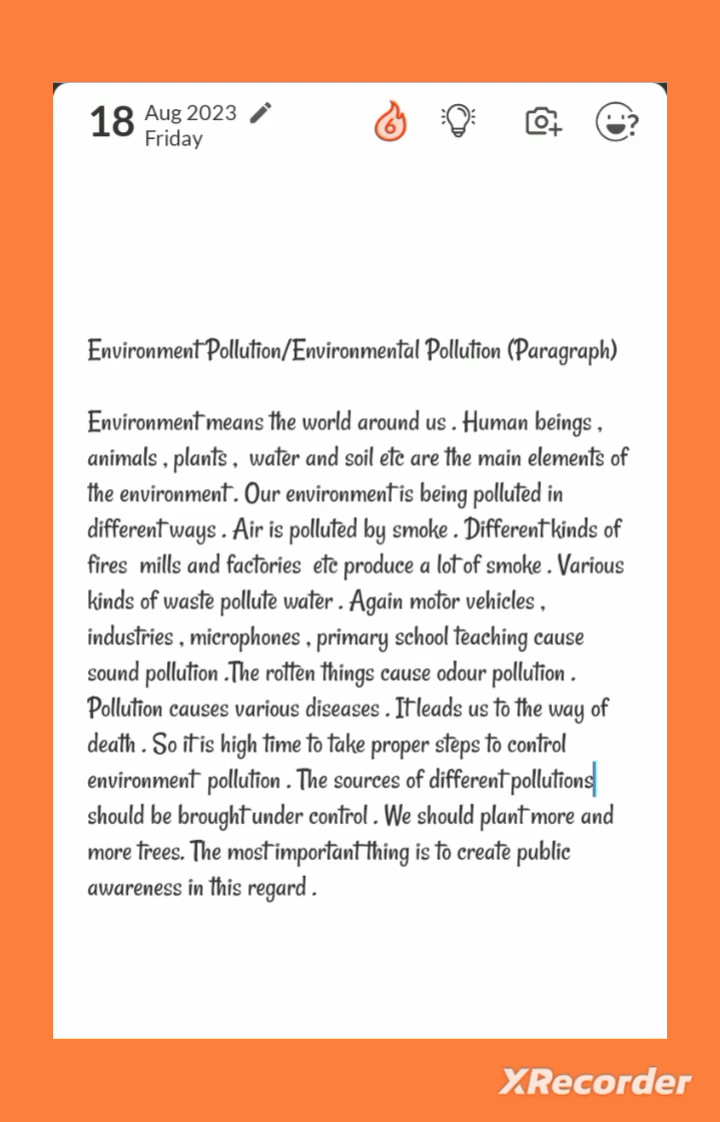 18 Aug 2023
Friday
6
?
Environment Pollution/Environmental Pollution (Paragraph)
Environment means the world around us . Human beings ,
animals , plants , water and soil etc are the main elements of
the environment . Our environment is being polluted in
different ways . Air is polluted by smoke . Different kinds of
fires mills and factories etc produce a lot of smoke . Various
kinds of waste pollute water . Again motor vehicles ,
industries , microphones , primary school teaching cause
sound pollution .The rotten things cause odour pollution .
Pollution causes various diseases . It leads us to the way of
death . So it is high time to take proper steps to control
environment pollution . The sources of different pollutions
should be brought under control . We should plant more and
more trees. The most important thing is to create public
awareness in this regard .
XRecorder